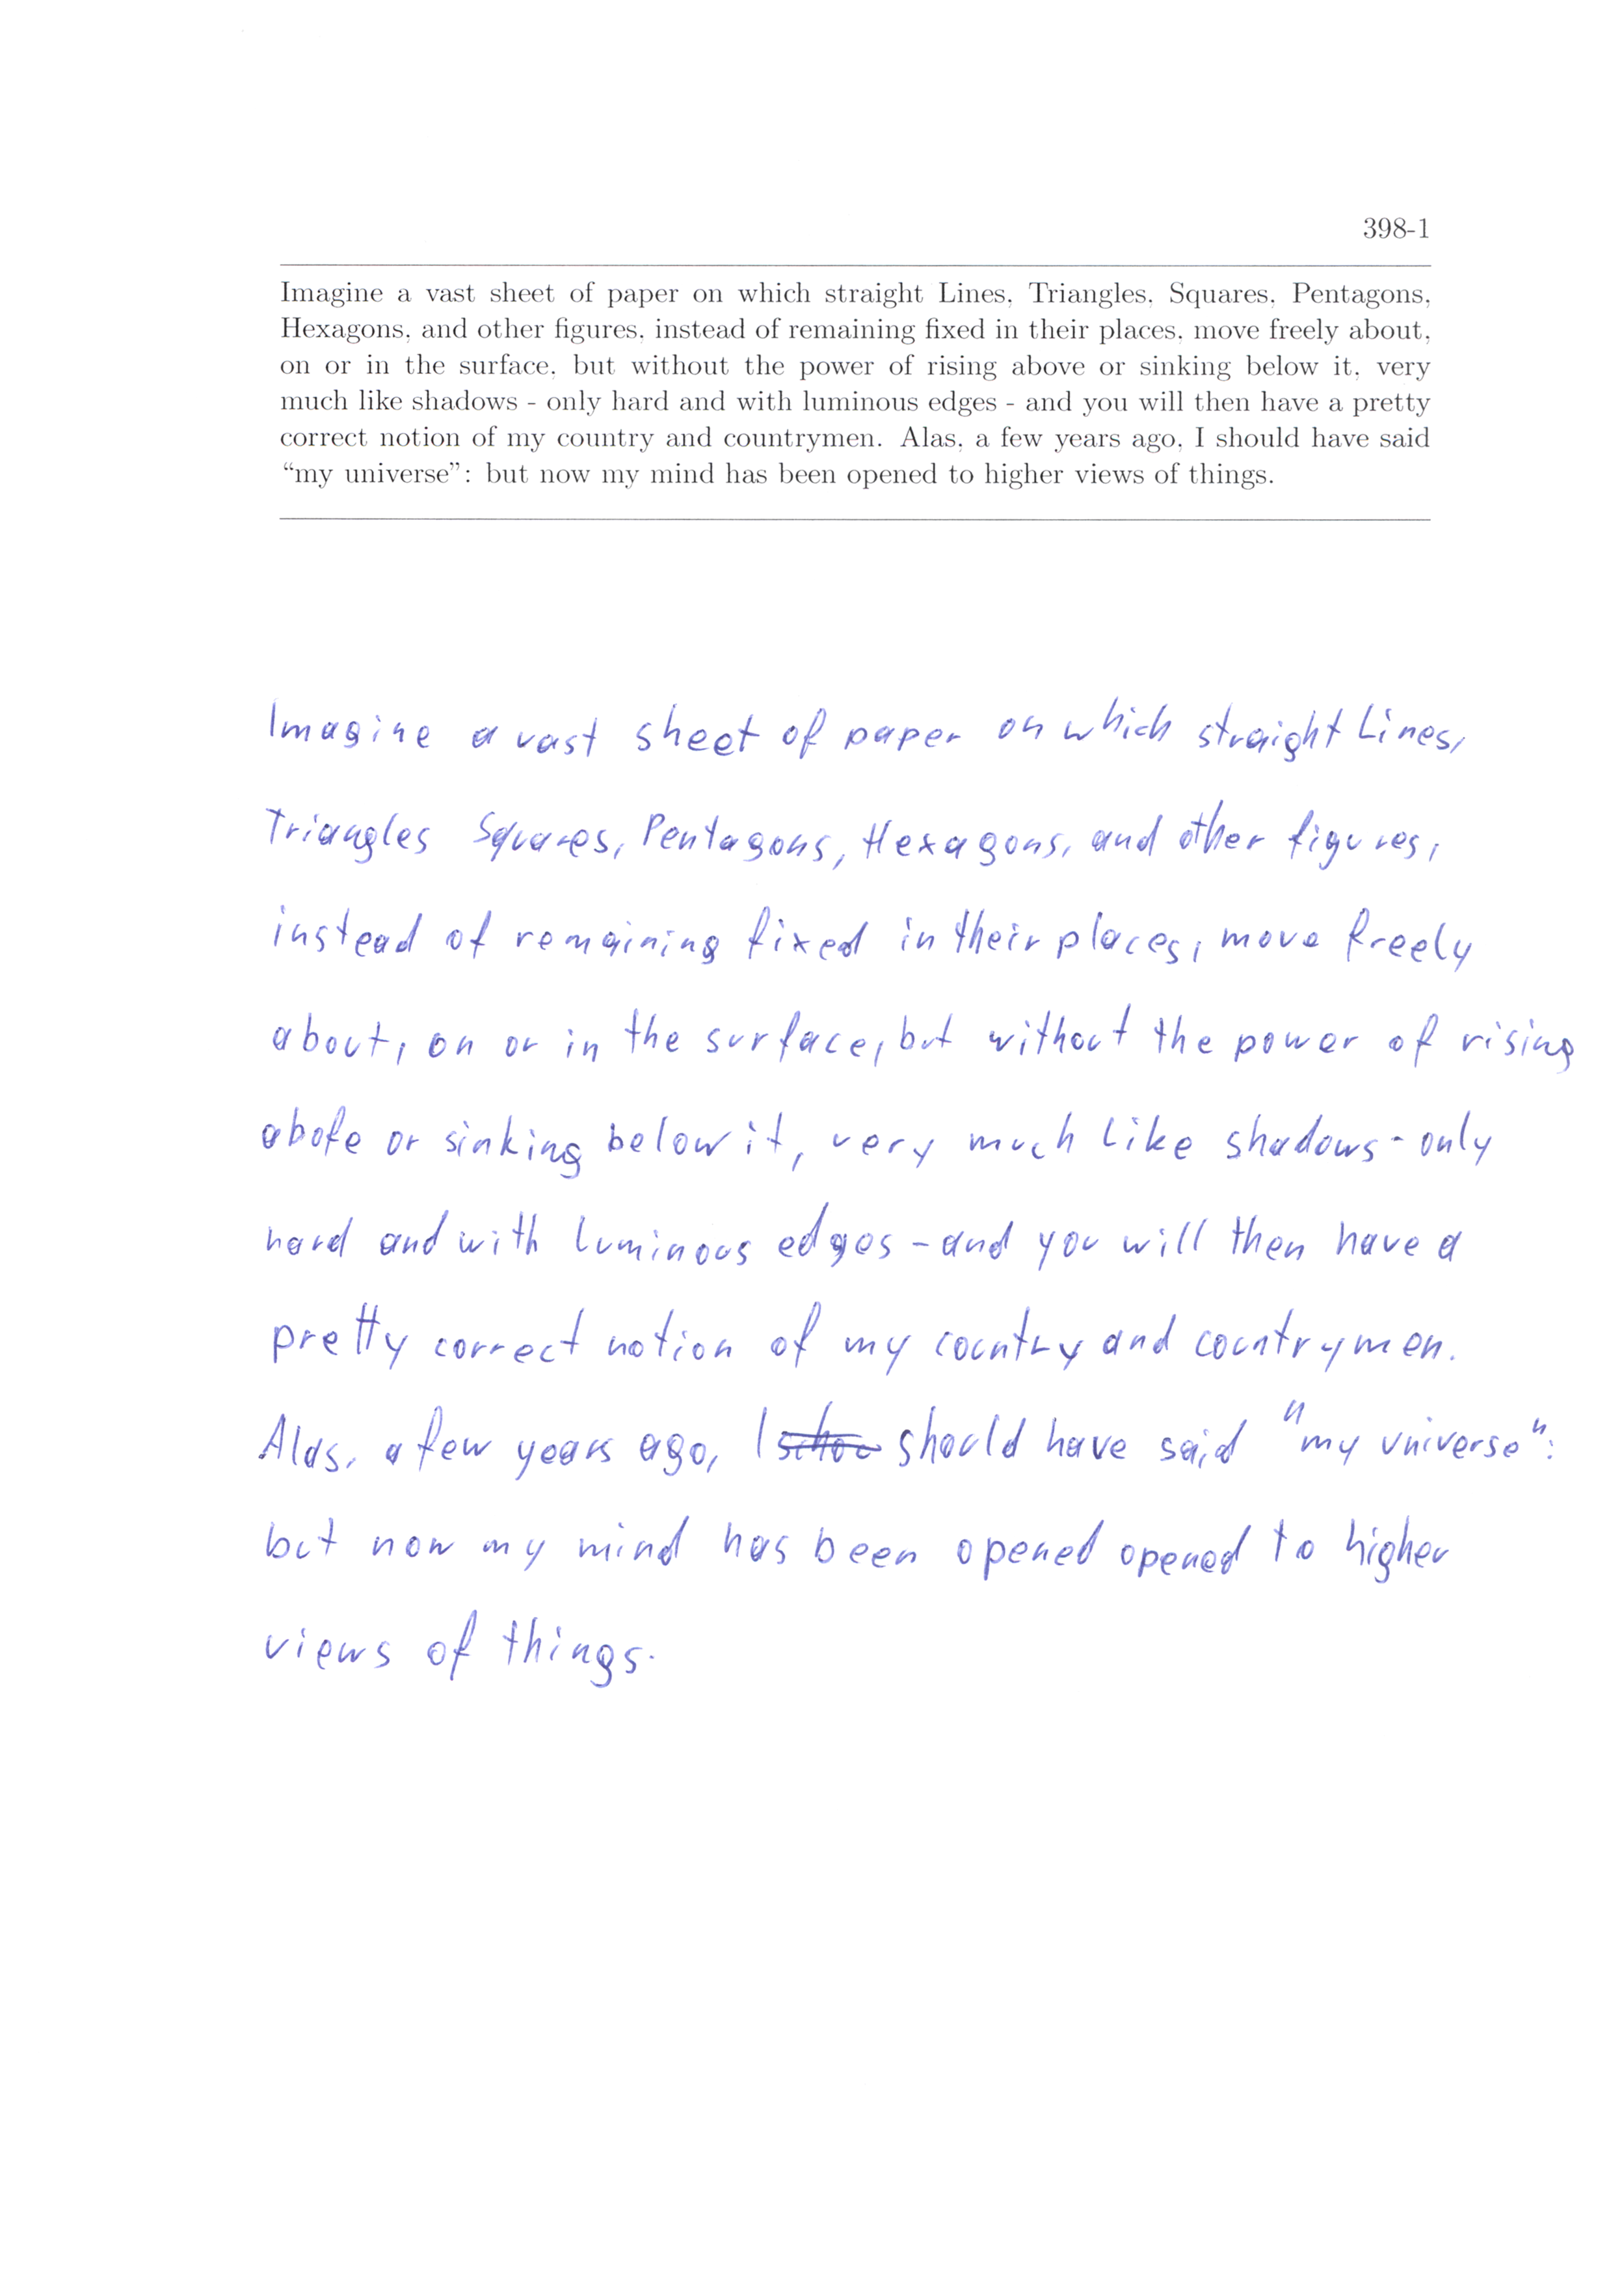 398-1
Imagine a vast sheet of paper on which straight Lines, Triangles, Squares, Pentagons,
Hexagons, and other figures, instead of remaining fixed in their places, move freely about,
on or in the surface, but without the power of rising above or sinking below it, very
much like shadows - only hard and with luminous edges - and you will then have a pretty
correct notion of my country and countrymen. Alas, a few years ago, I should have said
“my universe”: but now my mind has been opened to higher views of things.
Imagine a vast sheet of paper on which straight Lines,
Triangles Squares, Pentagons, Hexagons, and other figures,
instead of remaining fixed in their places, move freely
about, on or in the surface, but without the power of rising
abofe or sinking below it, very much like shadows - only
hard and with luminous edges - and you will then have a
pretty correct notion of my country and countrymen.
Alas, a few years ago, I should have said "my universe":
but now my mind has been opened opened to higher
views of things.